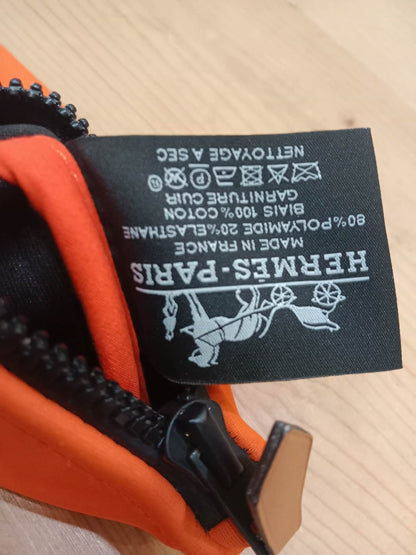 HERMÈS-PARIS
MADE IN FRANCE
80% POLYAMIDE 20% ELASTHANE
BIAIS 100% COTON
GARNITURE CUIR
P
NETTOYAGE A SEC